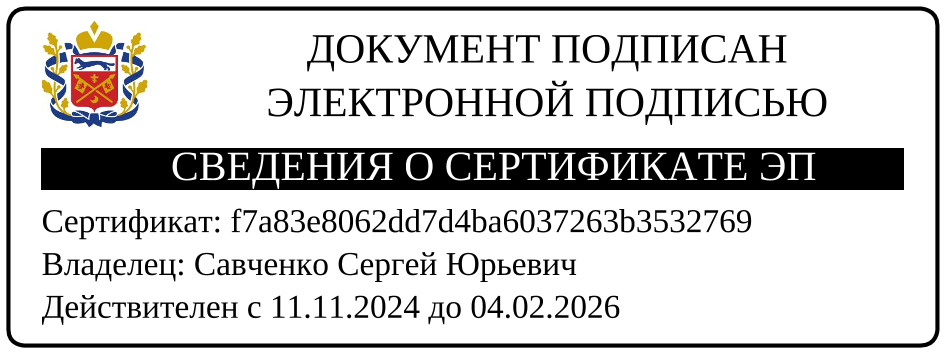 ДОКУМЕНТ ПОДПИСАН
ЭЛЕКТРОННОЙ ПОДПИСЬЮ
СВЕДЕНИЯ О СЕРТИФИКАТЕ ЭП
Сертификат: f7a83e8062dd7d4ba6037263b3532769
Владелец: Савченко Сергей Юрьевич
Действителен с 11.11.2024 до 04.02.2026